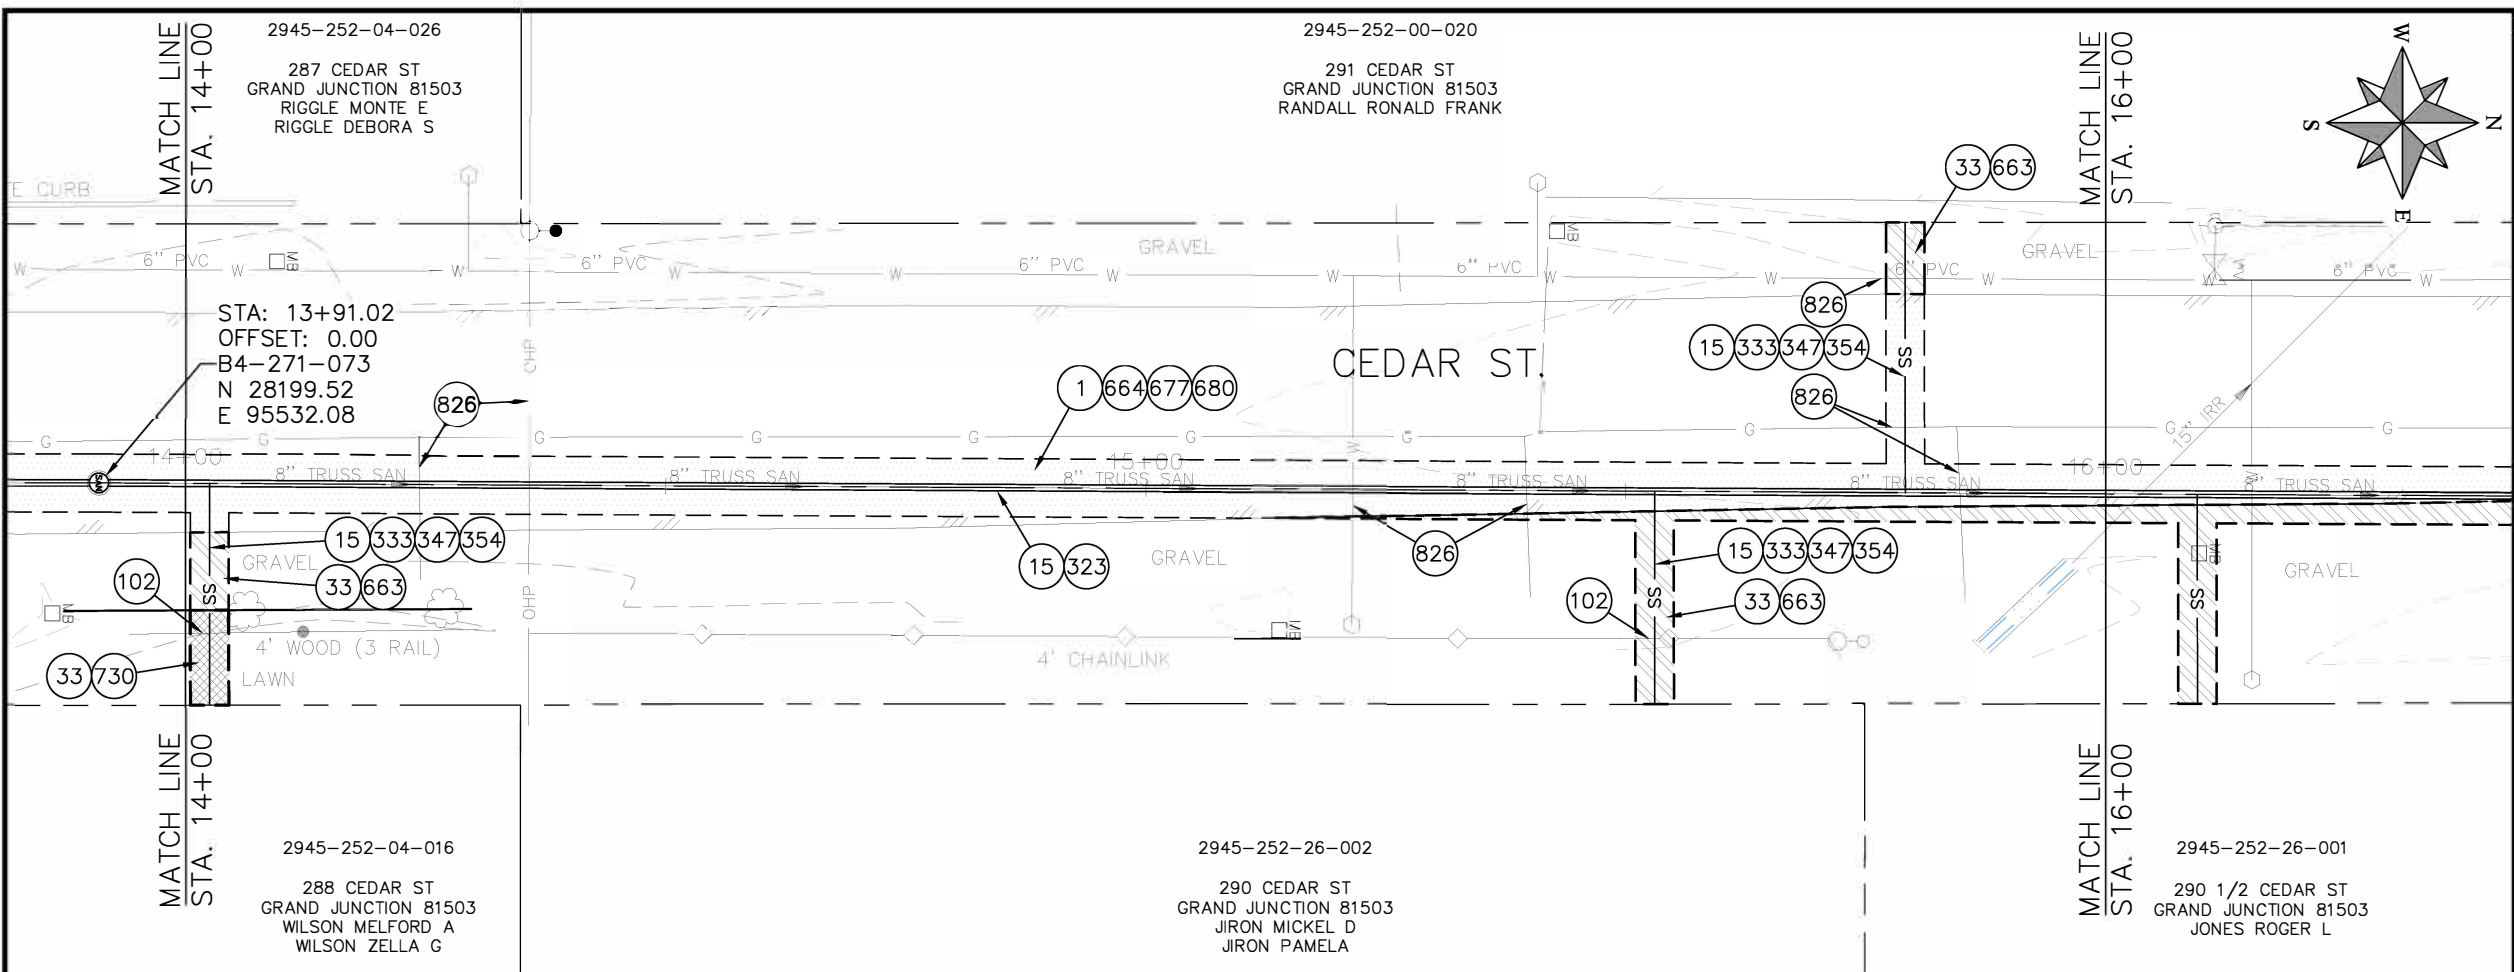 MATCH LINE
STA. 14+00
2945-252-04-026
287 CEDAR ST
GRAND JUNCTION 81503
RIGGLE MONTE E
RIGGLE DEBORA S
2945-252-00-020
291 CEDAR ST
GRAND JUNCTION 81503
RANDALL RONALD FRANK
MATCH LINE
STA. 16+00
W
N
S
E
33 663
CURB
GRAVEL
GRAVEL
MB
MB
W 6" PVC W W 6" PVC W W 6" PVC W W 6" PVC W W 6" PVC W W 6" PVC W
826
STA: 13+91.02
OFFSET: 0.00
B4-271-073
N 28199.52
E 95532.08
OHP
CEDAR ST.
15 333 347 354
SS
826
1 664 677 680
826
15" IRR
G G G G G G G G G
W
W
14+00
15+00
16+00
SAN
8" TRUSS SAN
8" TRUSS SAN
8" TRUSS SAN
8" TRUSS SAN
8" TRUSS SAN
8" TRUSS SAN
15 333 347 354
GRAVEL
33 663
102
SS
15 323
GRAVEL
826
15 333 347 354
33 663
102
SS
MB
SS
GRAVEL
MB
OHP
MB
4' WOOD (3 RAIL)
4' CHAINLINK
33 730
LAWN
MATCH LINE
STA. 14+00
2945-252-04-016
288 CEDAR ST
GRAND JUNCTION 81503
WILSON MELFORD A
WILSON ZELLA G
2945-252-26-002
290 CEDAR ST
GRAND JUNCTION 81503
JIRON MICKEL D
JIRON PAMELA
MATCH LINE
STA. 16+00
2945-252-26-001
290 1/2 CEDAR ST
GRAND JUNCTION 81503
JONES ROGER L